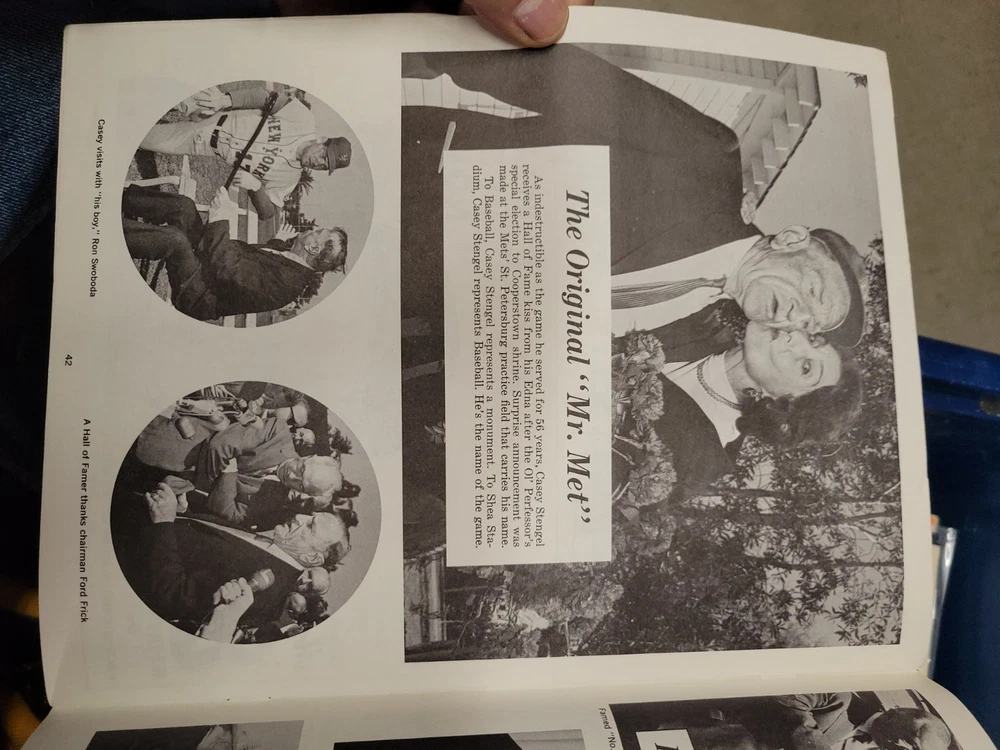 The Original “Mr. Met”
As indestructible as the game he served for 56 years, Casey Stengel
receives a Hall of Fame kiss from his Edna after the Ol' Perfessor's
special election to Cooperstown shrine. Surprise announcement was
made at the Mets' St. Petersburg practice field that carries his name.
To Baseball, Casey Stengel represents a monument. To Shea Sta-
dium, Casey Stengel represents Baseball. He's the name of the game.
NEW YORK
Casey visits with "his boy," Ron Swoboda
A Hall of Famer thanks chairman Ford Frick
42
Famed "No.